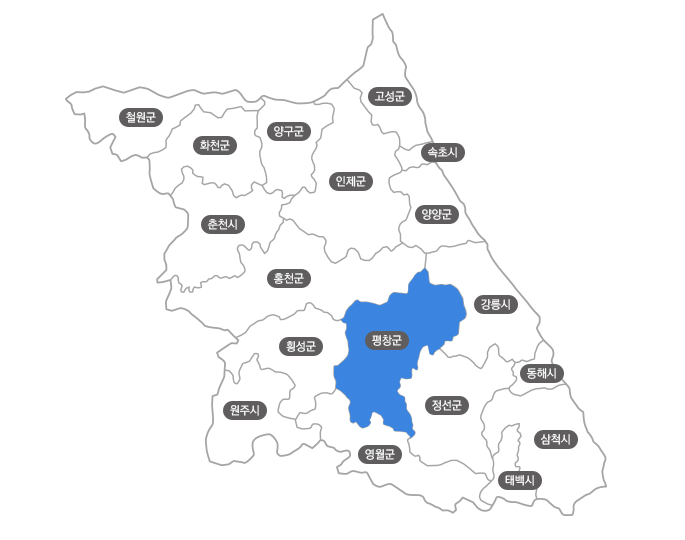 고성군
철원군
양구군
화천군
속초시
인제군
양양군
춘천시
홍천군
강릉시
평창군
횡성군
동해시
정선군
원주시
삼척시
영월군
태백시